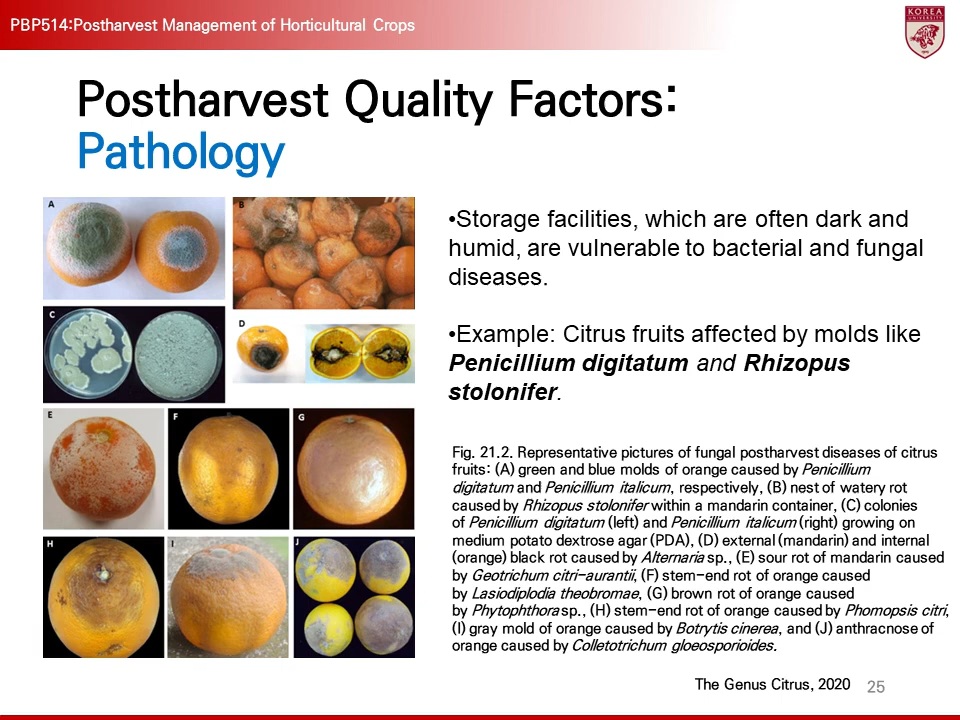 PBP514:Postharvest Management of Horticultural Crops
KOREA
UNIVERSITY
1905
Postharvest Quality Factors:
Pathology
A
B
C
D
E
F
G
H
I
J
•Storage facilities, which are often dark and
humid, are vulnerable to bacterial and fungal
diseases.
•Example: Citrus fruits affected by molds like
Penicillium digitatum and Rhizopus
stolonifer.
Fig. 21.2. Representative pictures of fungal postharvest diseases of citrus
fruits: (A) green and blue molds of orange caused by Penicillium
digitatum and Penicillium italicum, respectively, (B) nest of watery rot
caused by Rhizopus stolonifer within a mandarin container, (C) colonies
of Penicillium digitatum (left) and Penicillium italicum (right) growing on
medium potato dextrose agar (PDA), (D) external (mandarin) and internal
(orange) black rot caused by Alternaria sp., (E) sour rot of mandarin caused
by Geotrichum citri-aurantii, (F) stem-end rot of orange caused
by Lasiodiplodia theobromae, (G) brown rot of orange caused
by Phytophthora sp., (H) stem-end rot of orange caused by Phomopsis citri,
(I) gray mold of orange caused by Botrytis cinerea, and (J) anthracnose of
orange caused by Colletotrichum gloeosporioides.
The Genus Citrus, 2020
25